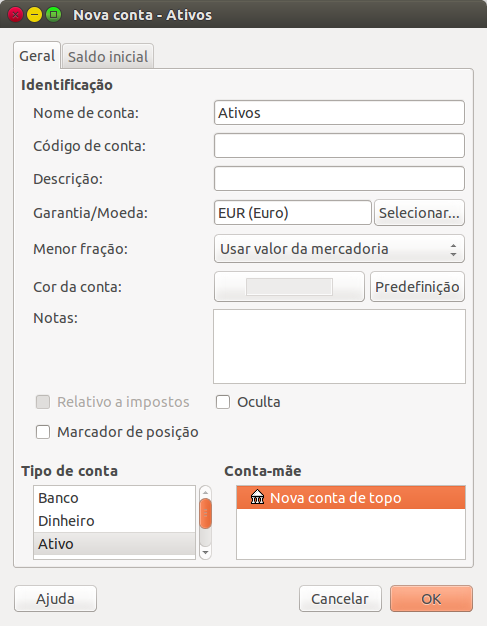 Nova conta - Ativos
Geral
Saldo inicial
Identificação
Nome de conta:
Ativos
Código de conta:
Descrição:
Garantia/Moeda:
EUR (Euro)
Selecionar...
Menor fração:
Usar valor da mercadoria
Cor da conta:
Predefinição
Notas:
Relativo a impostos
Oculta
Marcador de posição
Tipo de conta
Conta-mãe
Banco
Dinheiro
Ativo
Nova conta de topo
Ajuda
Cancelar
OK